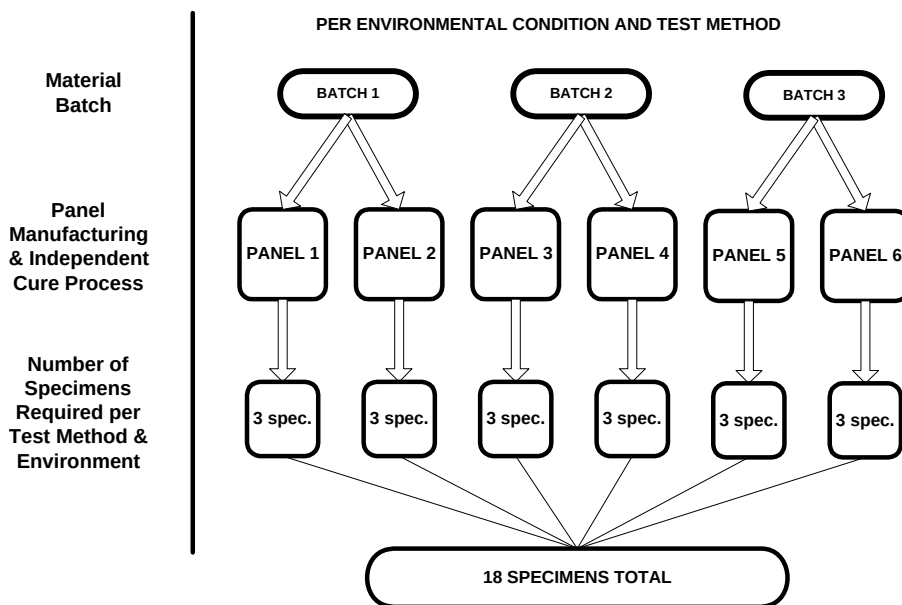 PER ENVIRONMENTAL CONDITION AND TEST METHOD
Material
Batch
BATCH 1
BATCH 2
BATCH 3
Panel
Manufacturing
& Independent
Cure Process
PANEL 1
PANEL 2
PANEL 3
PANEL 4
PANEL 5
PANEL 6
Number of
Specimens
Required per
Test Method &
Environment
3 spec.
3 spec.
3 spec.
3 spec.
3 spec.
3 spec.
18 SPECIMENS TOTAL